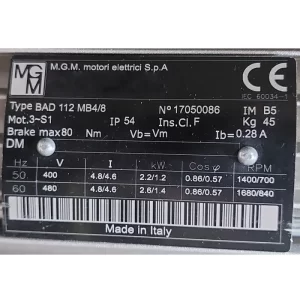 MGM
M.G.M. motori elettrici S.p.A
CE
IEC 60034-1
Type BAD 112 MB4/8 N° 17050086 IM B5
Mot.3~S1 IP 54 Ins.Cl.F Kg 45
Brake max80 Nm Vb=Vm Ib=0.28 A
DM
Hz V I kW Cosφ RPM
50 400 4.8/4.6 2.2/1.2 0.86/0.57 1400/700
60 480 4.8/4.6 2.6/1.4 0.86/0.57 1680/840
Made in Italy